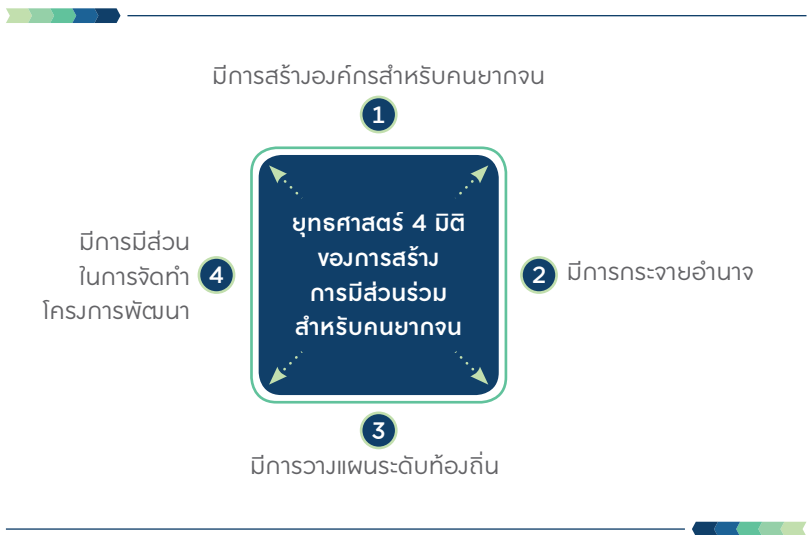 มีการสร้างองค์กรสำหรับคนยากจน
1
ยุทธศาสตร์ 4 มิติ
ของการสร้าง
การมีส่วนร่วม
สำหรับคนยากจน
2 มีการกระจายอำนาจ
3
มีการวางแผนระดับท้องถิ่น
4
มีการมีส่วน
ในการจัดทำ
โครงการพัฒนา